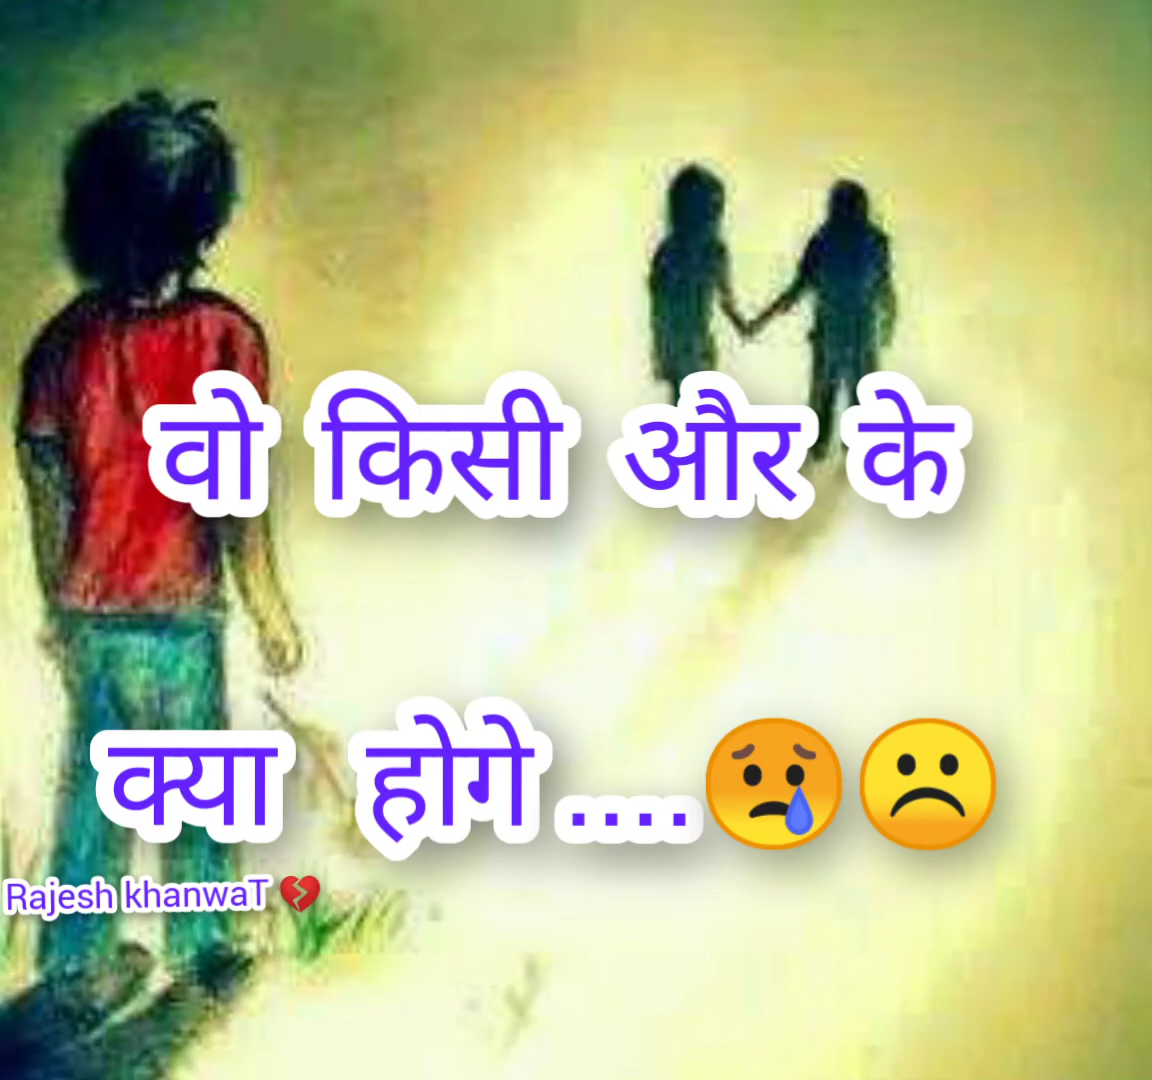 वो किसी और के
क्या होगे ....😢☹️
Rajesh khanwaT 💔